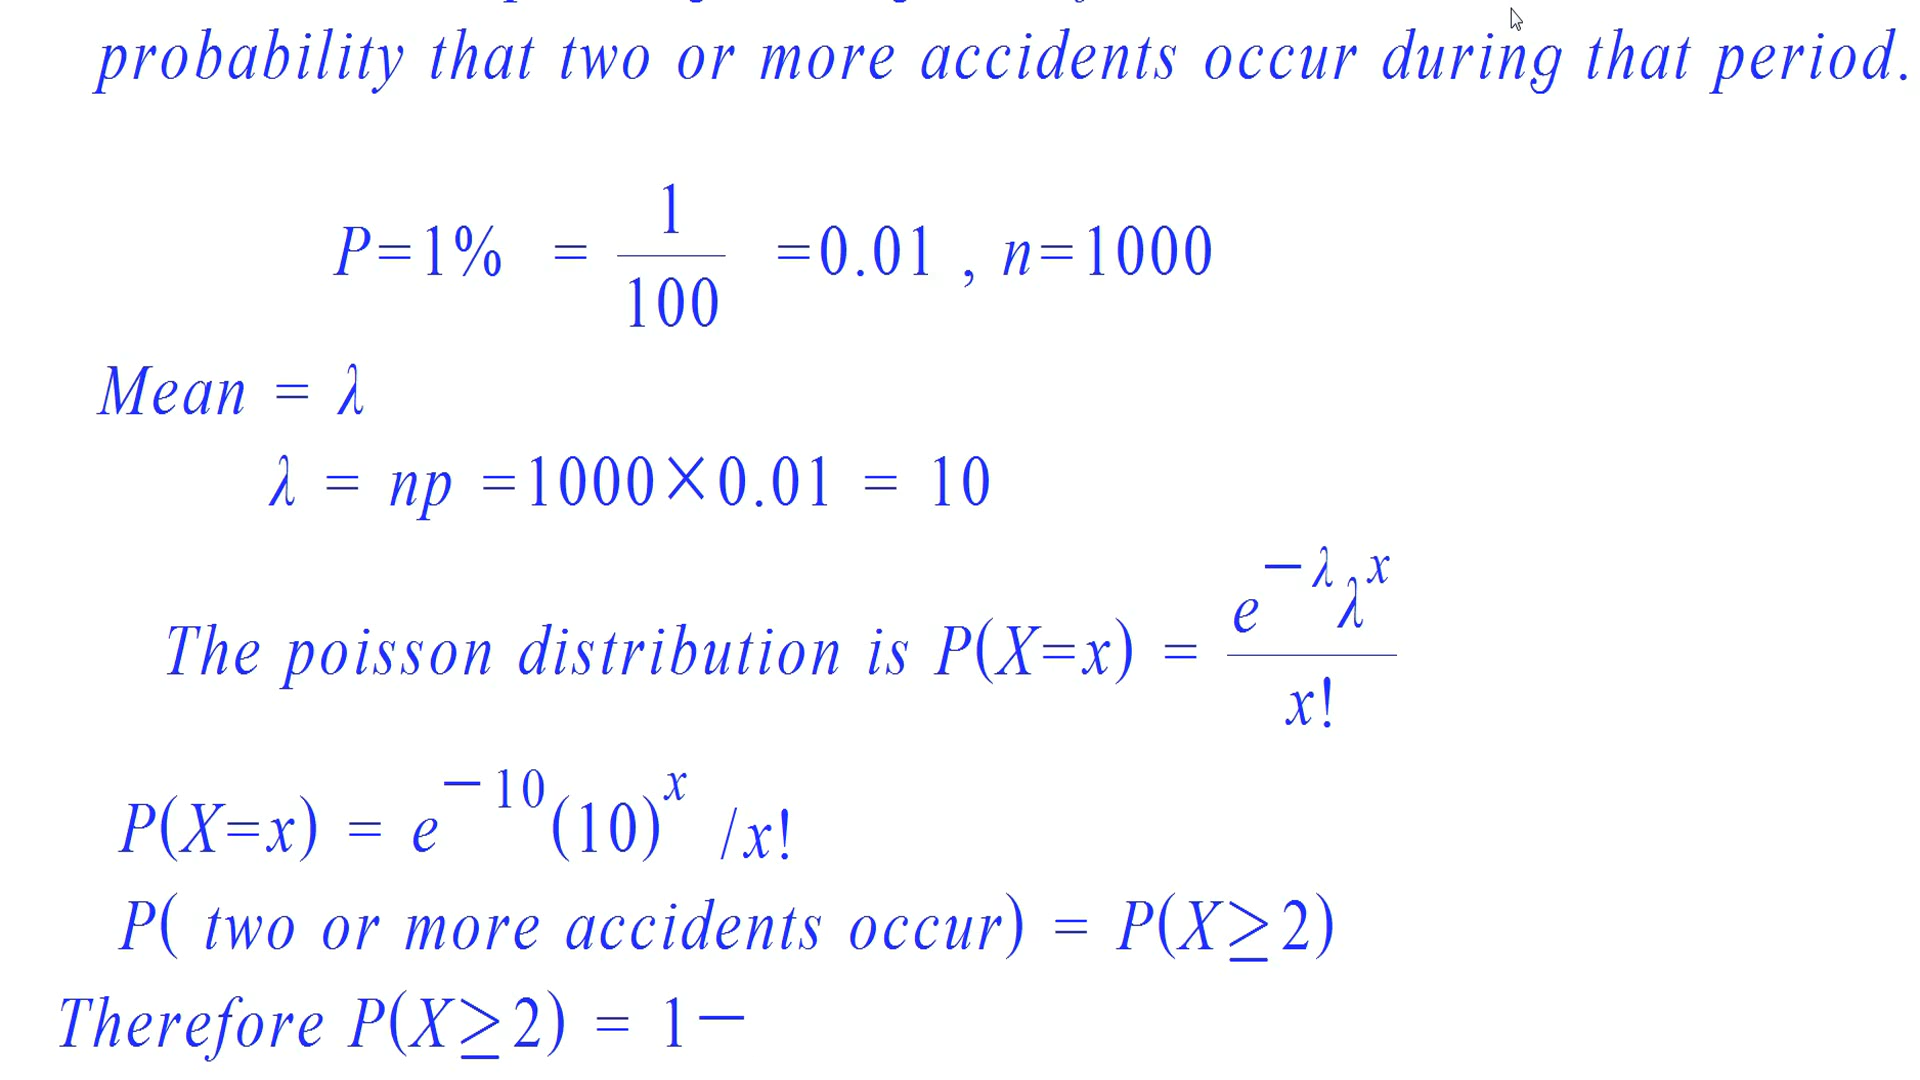 probability that two or more accidents occur during that period.
P=1% = 1/100 =0.01 , n=1000
Mean = λ
λ = np =1000×0.01 = 10
The poisson distribution is P(X=x) = e^{−λ}λ^x / x!
P(X=x) = e^{−10}(10)^x /x!
P( two or more accidents occur) = P(X≥2)
Therefore P(X≥2) = 1−